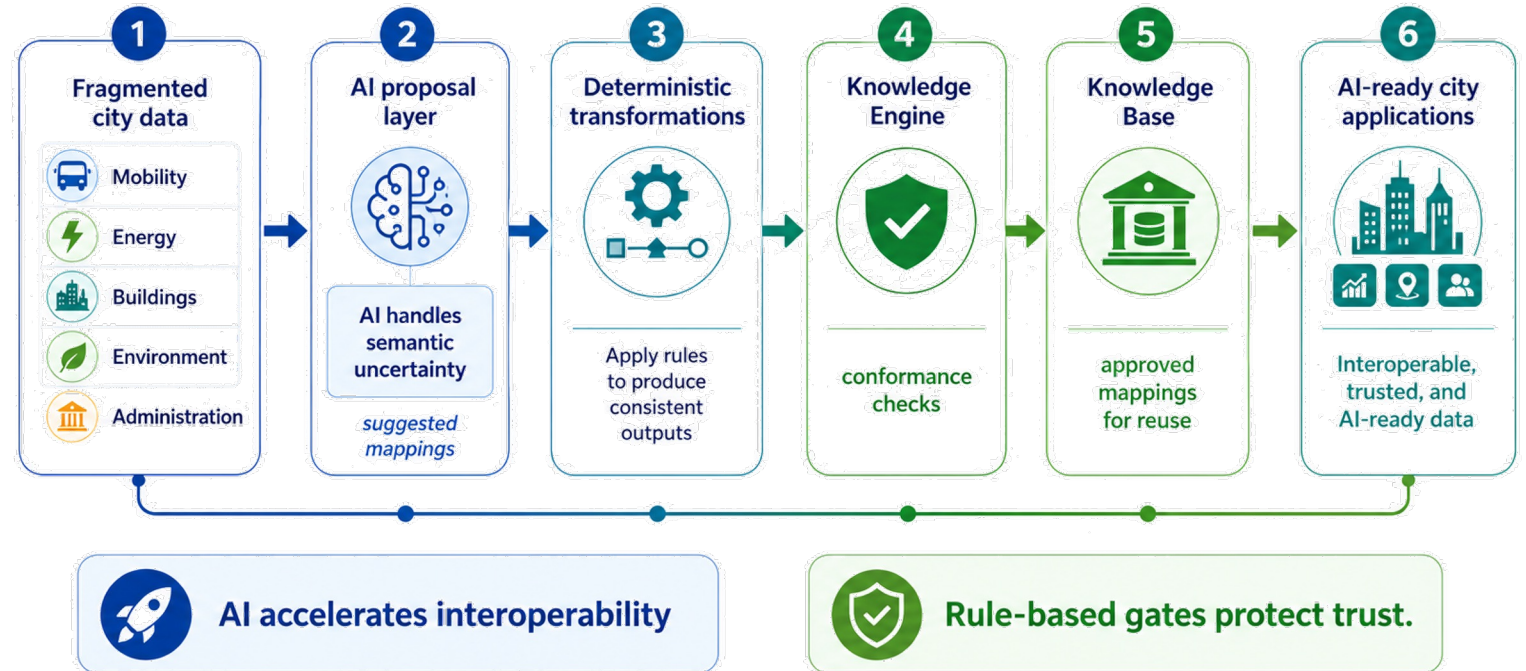 1
Fragmented
city data
Mobility
Energy
Buildings
Environment
Administration
2
AI proposal
layer
AI handles
semantic
uncertainty
suggested
mappings
3
Deterministic
transformations
Apply rules
to produce
consistent
outputs
4
Knowledge
Engine
conformance
checks
5
Knowledge
Base
approved
mappings
for reuse
6
AI-ready city
applications
Interoperable,
trusted, and
AI-ready data
AI accelerates interoperability
Rule-based gates protect trust.